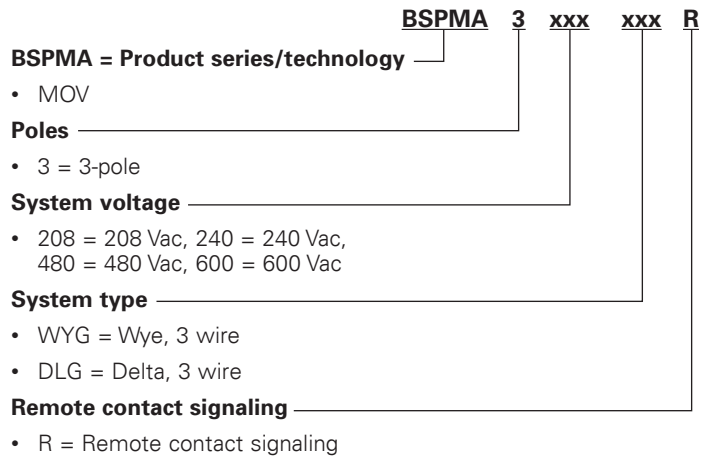 BSPMA 3 xxx xxx R
BSPMA = Product series/technology
• MOV
Poles
• 3 = 3-pole
System voltage
• 208 = 208 Vac, 240 = 240 Vac,
480 = 480 Vac, 600 = 600 Vac
System type
• WYG = Wye, 3 wire
• DLG = Delta, 3 wire
Remote contact signaling
• R = Remote contact signaling